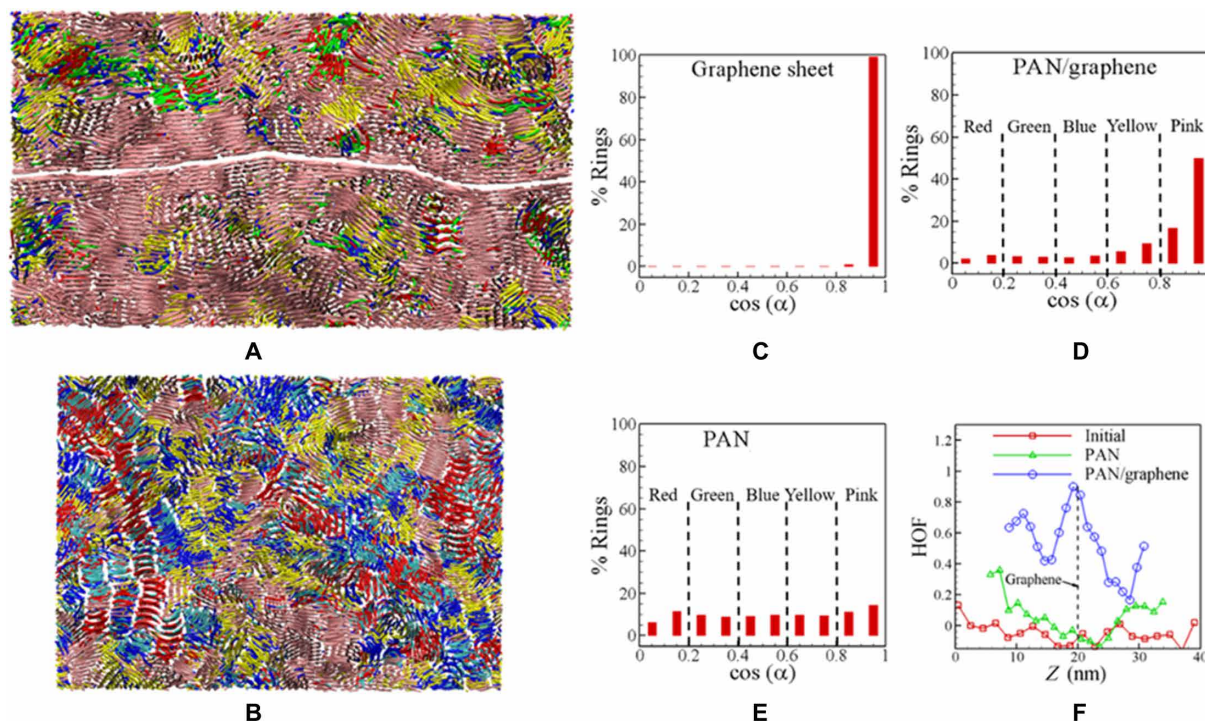 A
B
100
80
60
40
20
0
% Rings
Graphene sheet
0 0.2 0.4 0.6 0.8 1
cos (α)
C
100
80
60
40
20
0
% Rings
PAN/graphene
Red Green Blue Yellow Pink
0 0.2 0.4 0.6 0.8
cos (α)
D
100
80
60
40
20
0
% Rings
PAN
Red Green Blue Yellow Pink
0 0.2 0.4 0.6 0.8 1
cos (α)
E
1.2
1
0.8
0.6
0.4
0.2
0
HOF
Initial
PAN
PAN/graphene
Graphene
0 10 20 30 40
Z (nm)
F